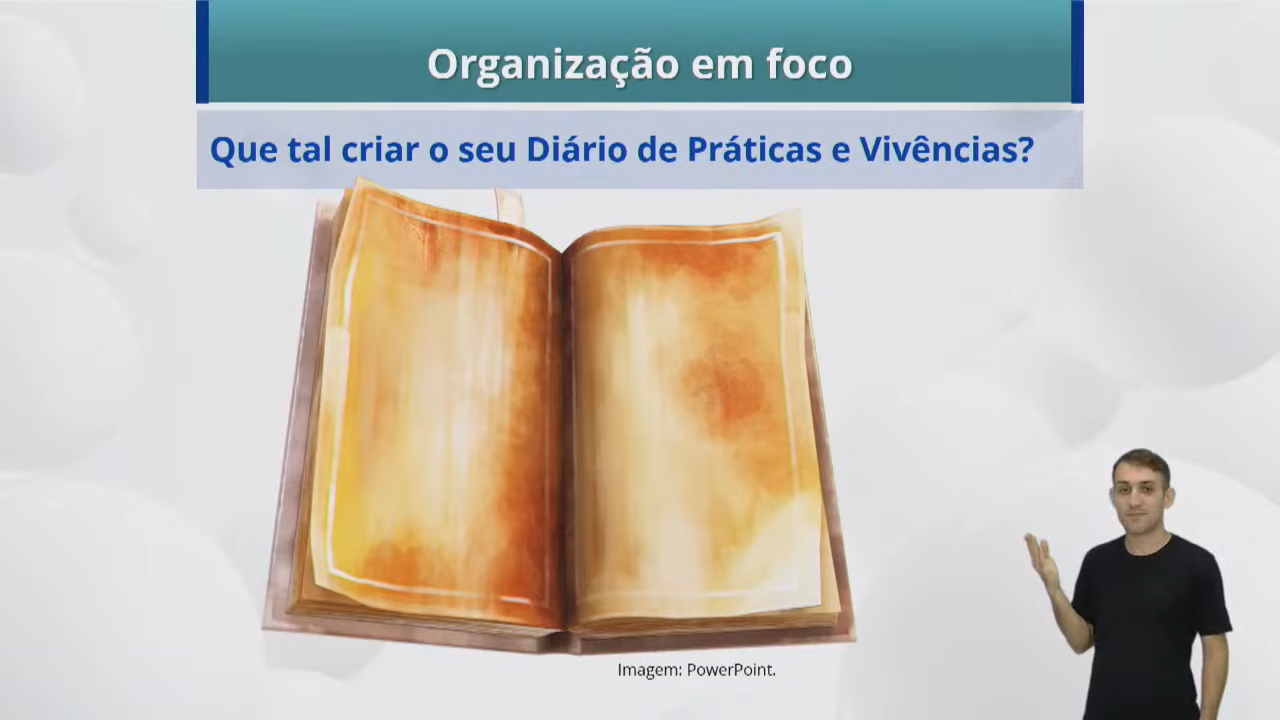 Organização em foco
Que tal criar o seu Diário de Práticas e Vivências?
Imagem: PowerPoint.